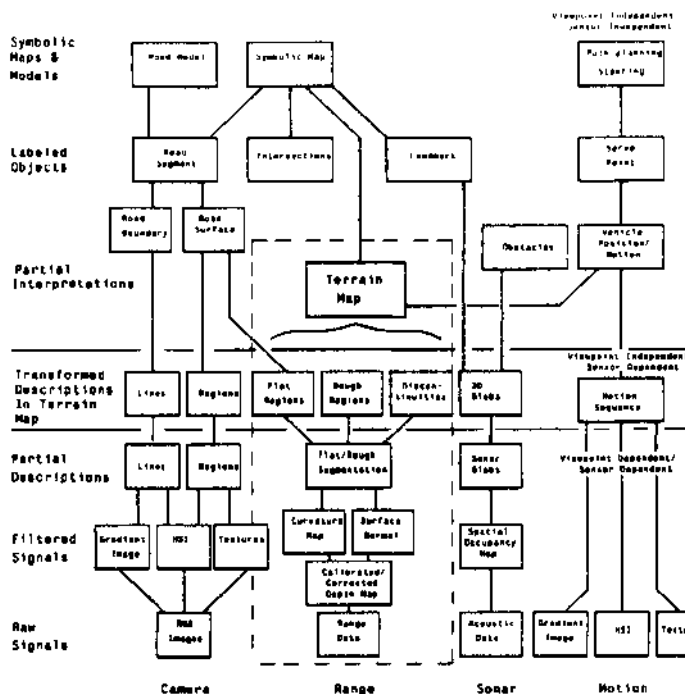 Viewpoint Independent
Sensor Independent
Symbolic
Maps &
Models
Road Model
Symbolic Map
Path Planning
Steering
Labeled
Objects
Road
Segment
Intersections
Landmark
Servo
Point
Road
Boundary
Road
Surface
Obstacles
Vehicle
Position/
Motion
Partial
Interpretations
Terrain
Map
Viewpoint Independent
Sensor Dependent
Transformed
Descriptions
In Terrain
Map
Lines
Regions
Flat
Regions
Rough
Regions
Discon-
tinuities
3D
Blobs
Motion
Sequence
Partial
Descriptions
Lines
Regions
Flat/Rough
Segmentation
Sonar
Blobs
Viewpoint Dependent/
Sensor Dependent
Filtered
Signals
Gradient
Image
HSI
Textures
Curvature
Map
Surface
Normal
Spatial
Occupancy
Map
Calibrated/
Corrected
Depth Map
Raw
Signals
Images
Range
Data
Acoustic
Data
Gradient
Image
HSI
Camera
Range
Sonar
Motion